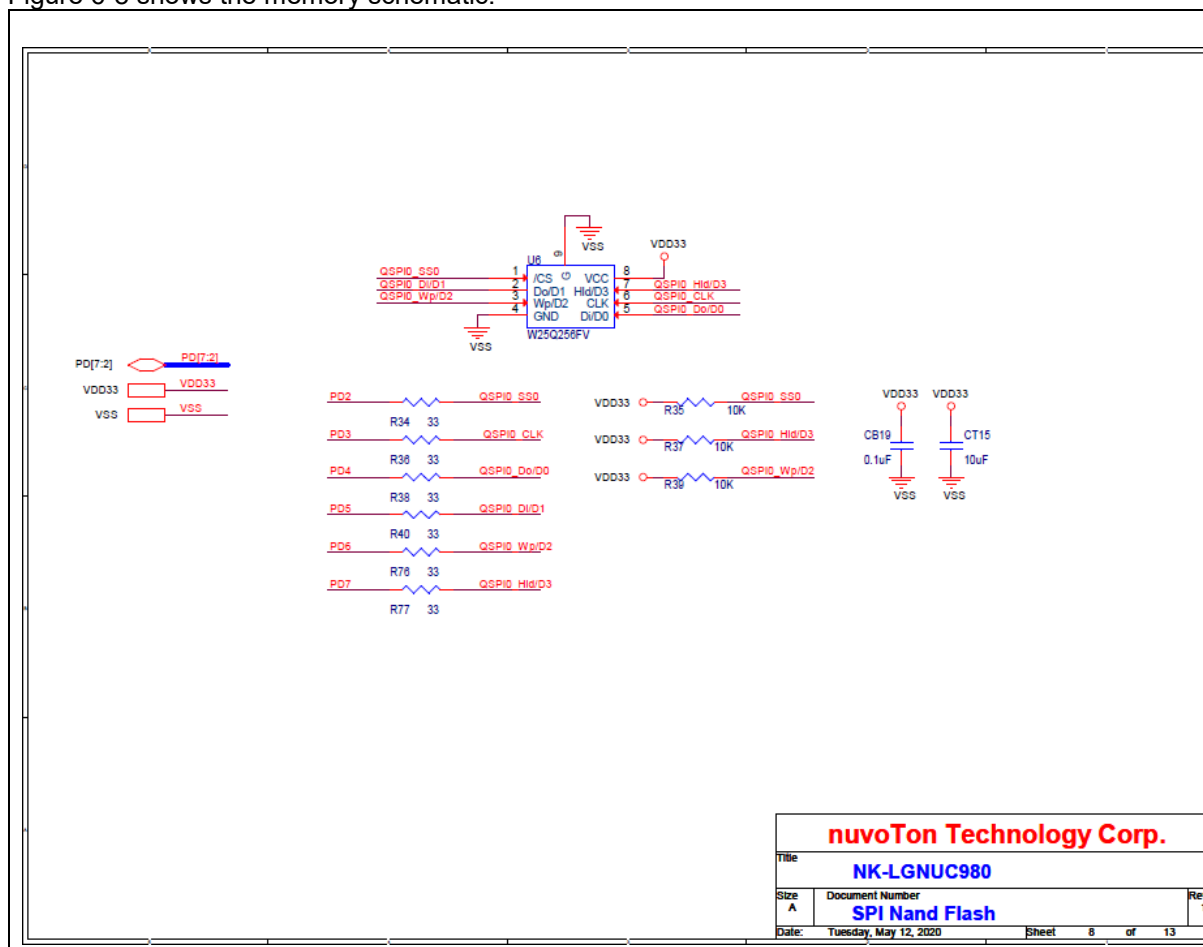 Figure 6-8 shows the memory schematic.
VSS
VDD33
U6
9
QSPI0_SS0 1 /CS G VCC 8
QSPI0_DI/D1 2 Do/D1 Hld/D3 7 QSPI0_Hld/D3
QSPI0_Wp/D2 3 Wp/D2 CLK 6 QSPI0_CLK
4 GND Di/D0 5 QSPI0_Do/D0
W25Q256FV
VSS
PD[7:2] PD[7:2]
VDD33 VDD33
VSS VSS
PD2 QSPI0_SS0
R34 33
PD3 QSPI0_CLK
R36 33
PD4 QSPI0_Do/D0
R38 33
PD5 QSPI0_DI/D1
R40 33
PD6 QSPI0_Wp/D2
R76 33
PD7 QSPI0_Hld/D3
R77 33
VDD33 QSPI0_SS0
R35 10K
VDD33 QSPI0_Hld/D3
R37 10K
VDD33 QSPI0_Wp/D2
R39 10K
VDD33 VDD33
CB19 CT15
0.1uF 10uF
VSS VSS
nuvoTon Technology Corp.
Title
NK-LGNUC980
Size Document Number
A SPI Nand Flash
Date: Tuesday, May 12, 2020 Sheet 8 of 13